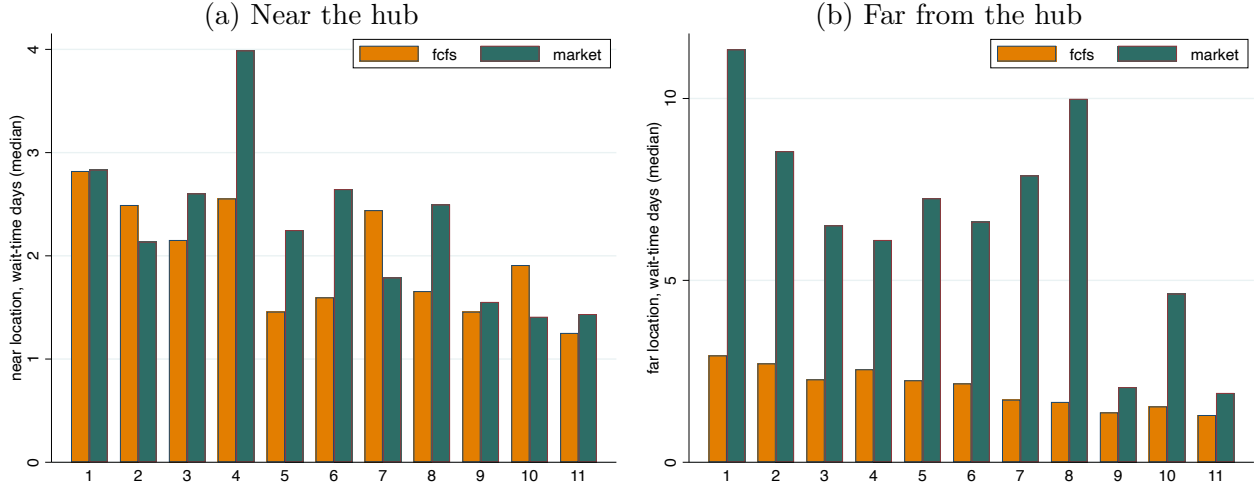 (a) Near the hub
fcfs market
near location, wait-time days (median)
4
3
2
1
0
1 2 3 4 5 6 7 8 9 10 11
(b) Far from the hub
fcfs market
far location, wait-time days (median)
10
5
0
1 2 3 4 5 6 7 8 9 10 11